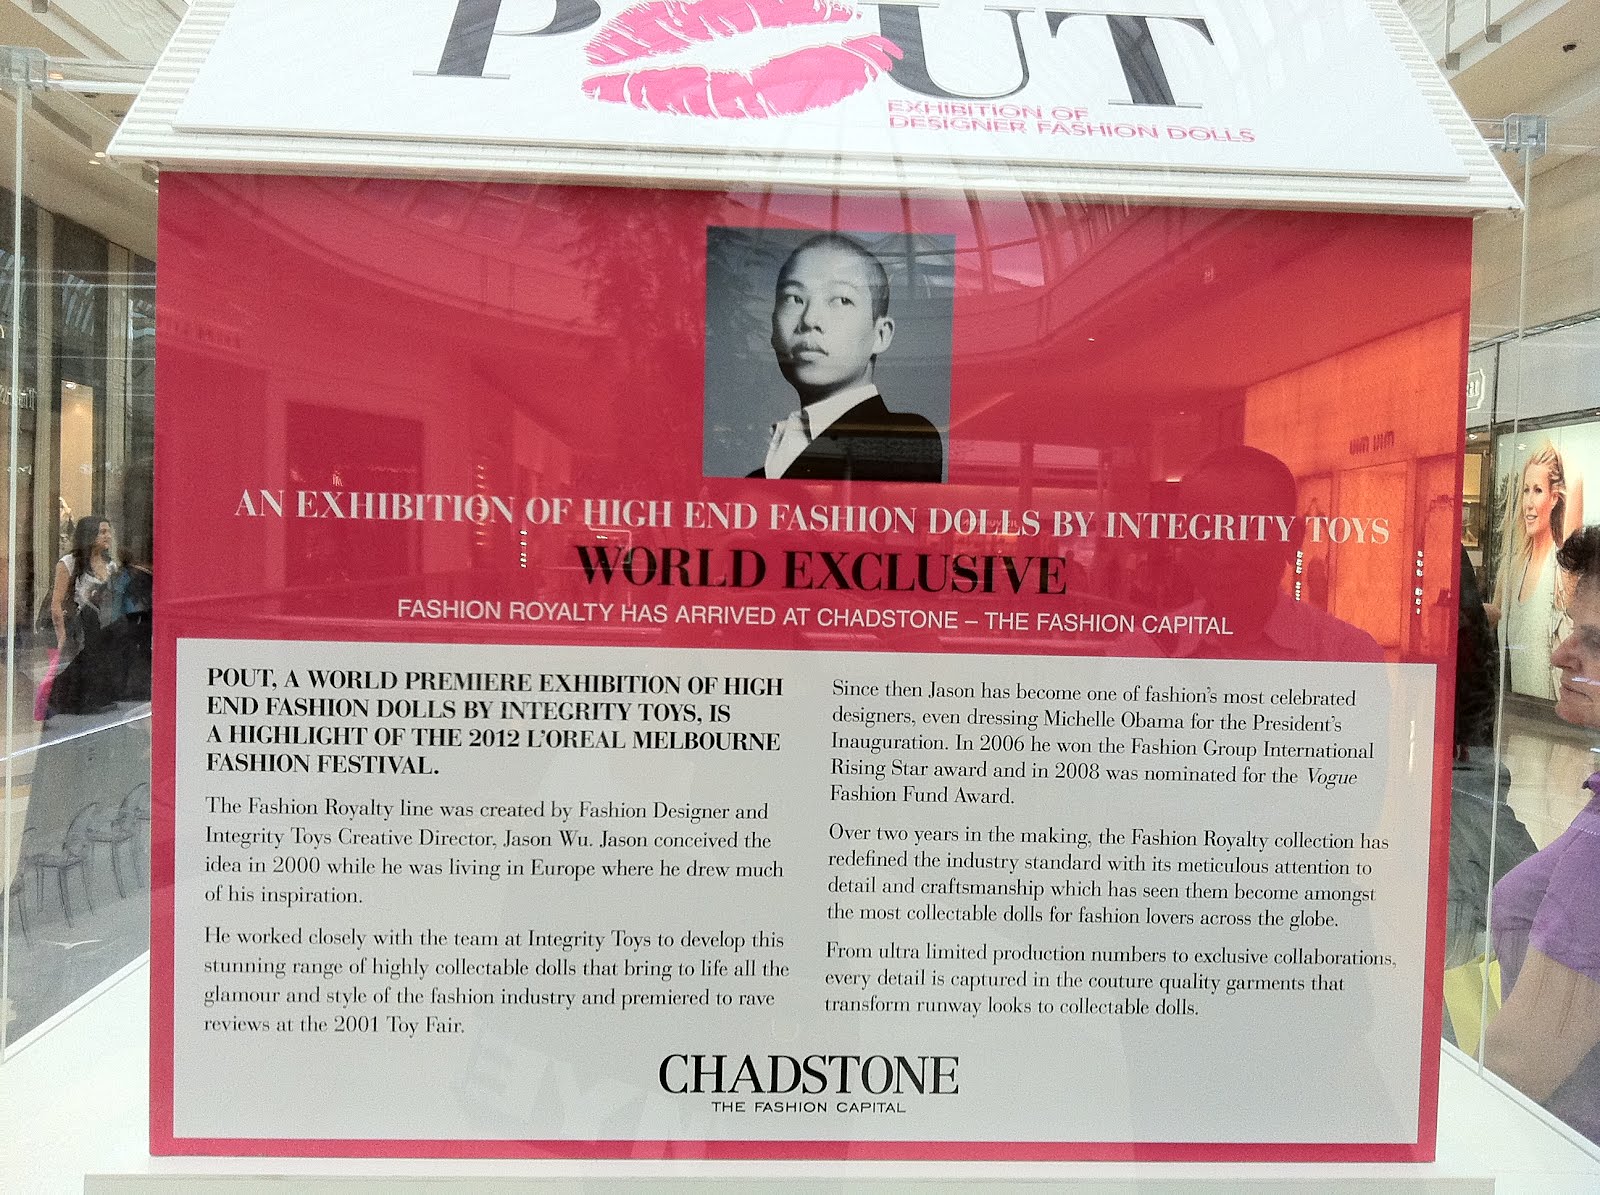 POUT
EXHIBITION OF
DESIGNER FASHION DOLLS
AN EXHIBITION OF HIGH END FASHION DOLLS BY INTEGRITY TOYS
WORLD EXCLUSIVE
FASHION ROYALTY HAS ARRIVED AT CHADSTONE – THE FASHION CAPITAL
POUT, A WORLD PREMIERE EXHIBITION OF HIGH
END FASHION DOLLS BY INTEGRITY TOYS, IS
A HIGHLIGHT OF THE 2012 L'OREAL MELBOURNE
FASHION FESTIVAL.
The Fashion Royalty line was created by Fashion Designer and
Integrity Toys Creative Director, Jason Wu. Jason conceived the
idea in 2000 while he was living in Europe where he drew much
of his inspiration.
He worked closely with the team at Integrity Toys to develop this
stunning range of highly collectable dolls that bring to life all the
glamour and style of the fashion industry and premiered to rave
reviews at the 2001 Toy Fair.
Since then Jason has become one of fashion's most celebrated
designers, even dressing Michelle Obama for the President's
Inauguration. In 2006 he won the Fashion Group International
Rising Star award and in 2008 was nominated for the Vogue
Fashion Fund Award.
Over two years in the making, the Fashion Royalty collection has
redefined the industry standard with its meticulous attention to
detail and craftsmanship which has seen them become amongst
the most collectable dolls for fashion lovers across the globe.
From ultra limited production numbers to exclusive collaborations,
every detail is captured in the couture quality garments that
transform runway looks to collectable dolls.
CHADSTONE
THE FASHION CAPITAL